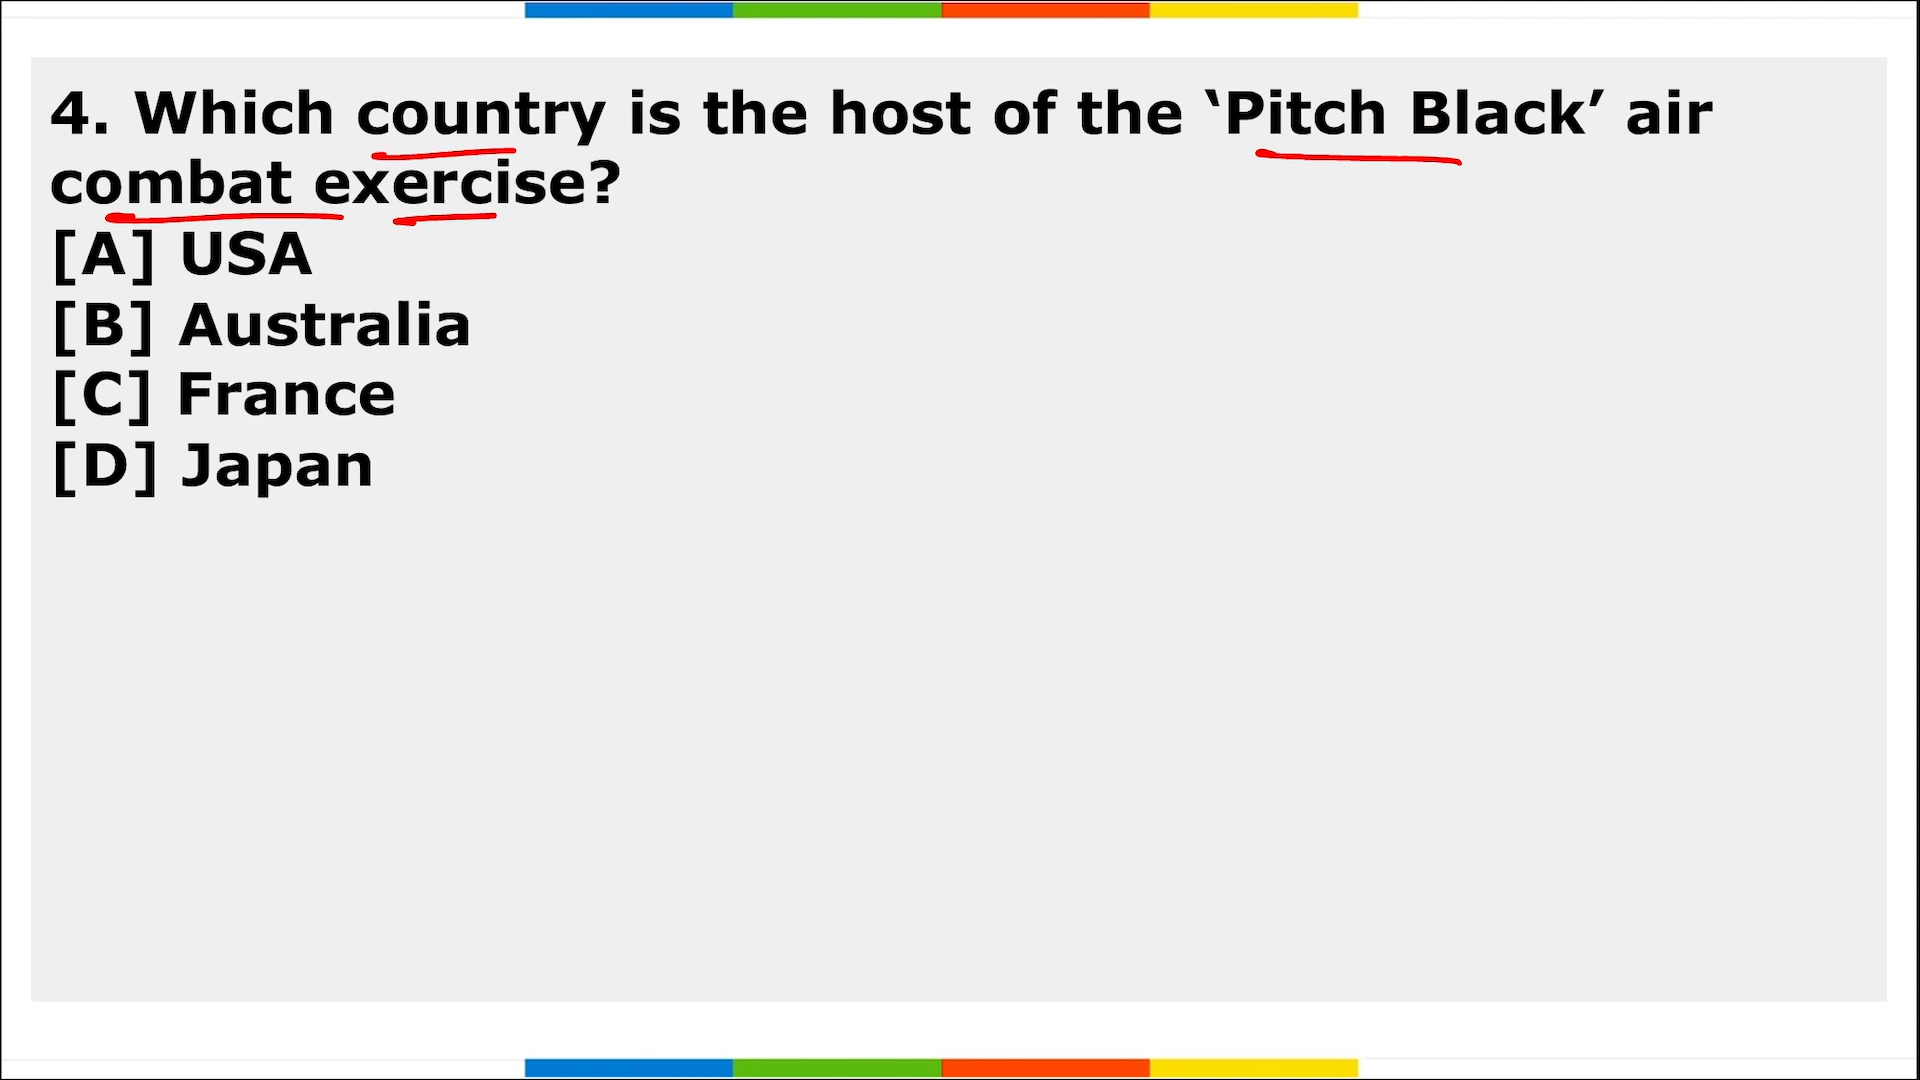 4. Which country is the host of the ‘Pitch Black’ air
combat exercise?
[A] USA
[B] Australia
[C] France
[D] Japan